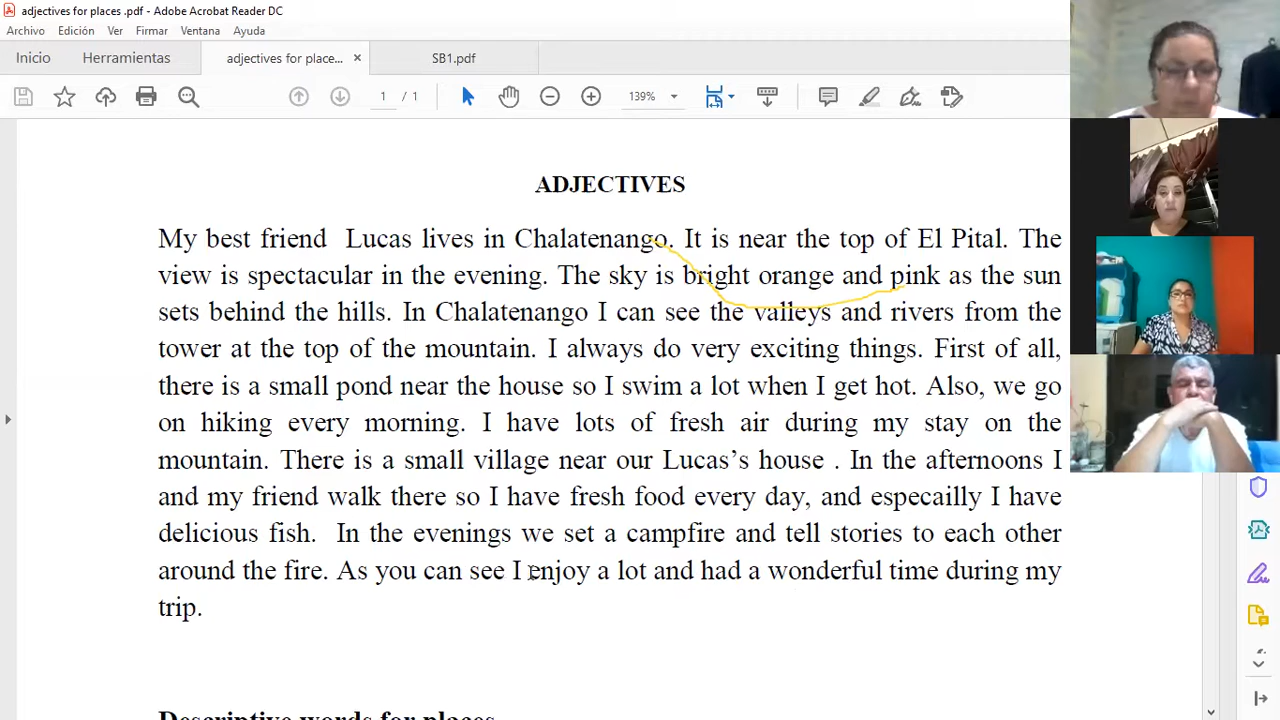 adjectives for places .pdf - Adobe Acrobat Reader DC
Archivo Edición Ver Firmar Ventana Ayuda
Inicio Herramientas adjectives for place... × SB1.pdf
1 / 1 139%
ADJECTIVES
My best friend Lucas lives in Chalatenango. It is near the top of El Pital. The
view is spectacular in the evening. The sky is bright orange and pink as the sun
sets behind the hills. In Chalatenango I can see the valleys and rivers from the
tower at the top of the mountain. I always do very exciting things. First of all,
there is a small pond near the house so I swim a lot when I get hot. Also, we go
on hiking every morning. I have lots of fresh air during my stay on the
mountain. There is a small village near our Lucas’s house . In the afternoons I
and my friend walk there so I have fresh food every day, and especailly I have
delicious fish. In the evenings we set a campfire and tell stories to each other
around the fire. As you can see I enjoy a lot and had a wonderful time during my
trip.
Descriptive words for places